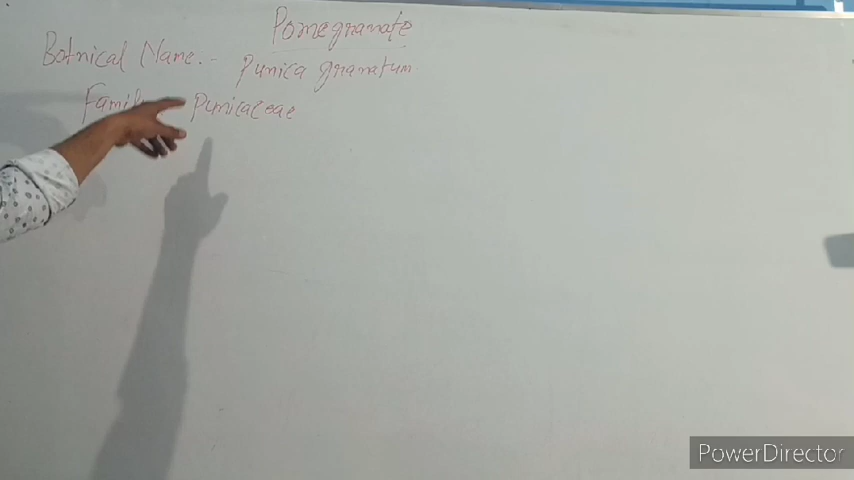 Pomegranate
Botnical Name.-
Punica granatum
Punicaceae
PowerDirector